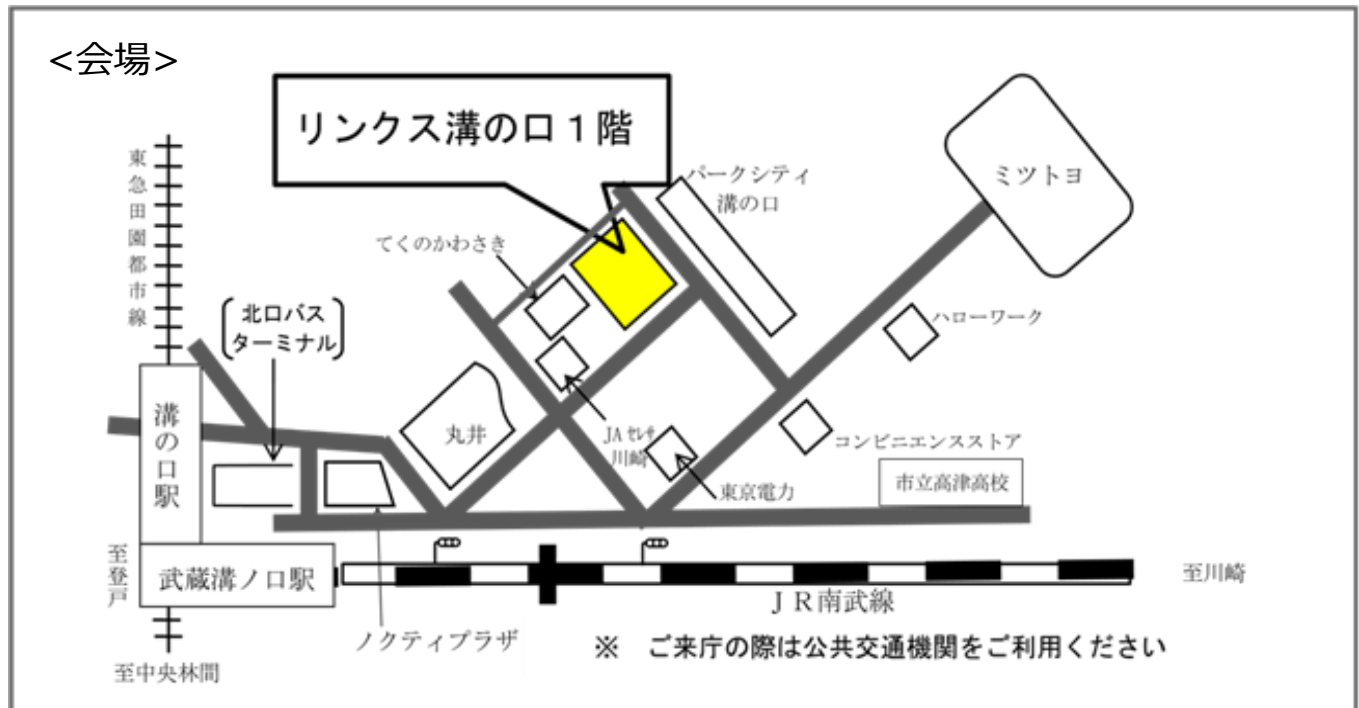 <会場>
リンクス溝の口1階
東急田園都市線
パークシティ
溝の口
ミツトヨ
てくのかわさき
北口バス
ターミナル
ハローワーク
溝の口駅
丸井
JAセレサ
川崎
コンビニエンスストア
東京電力
市立高津高校
至登戸
武蔵溝ノ口駅
至川崎
JR南武線
ノクティプラザ
※ ご来庁の際は公共交通機関をご利用ください
至中央林間